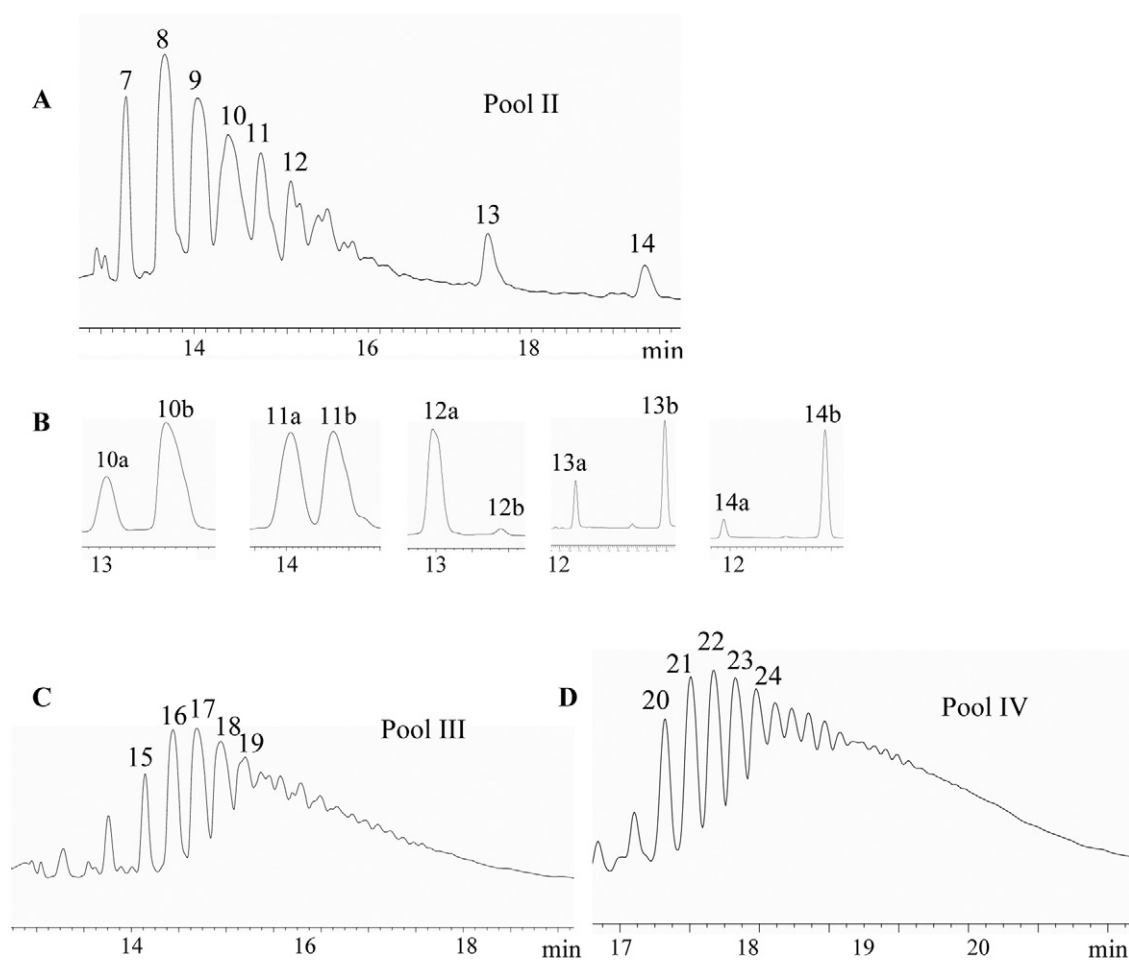 A
Pool II
7 8 9 10 11 12 13 14
14 16 18 min
B
10a 10b 11a 11b 12a 12b 13a 13b 14a 14b
13 14 13 12 12
C
Pool III
15 16 17 18 19
14 16 18 min
D
Pool IV
20 21 22 23 24
17 18 19 20 min